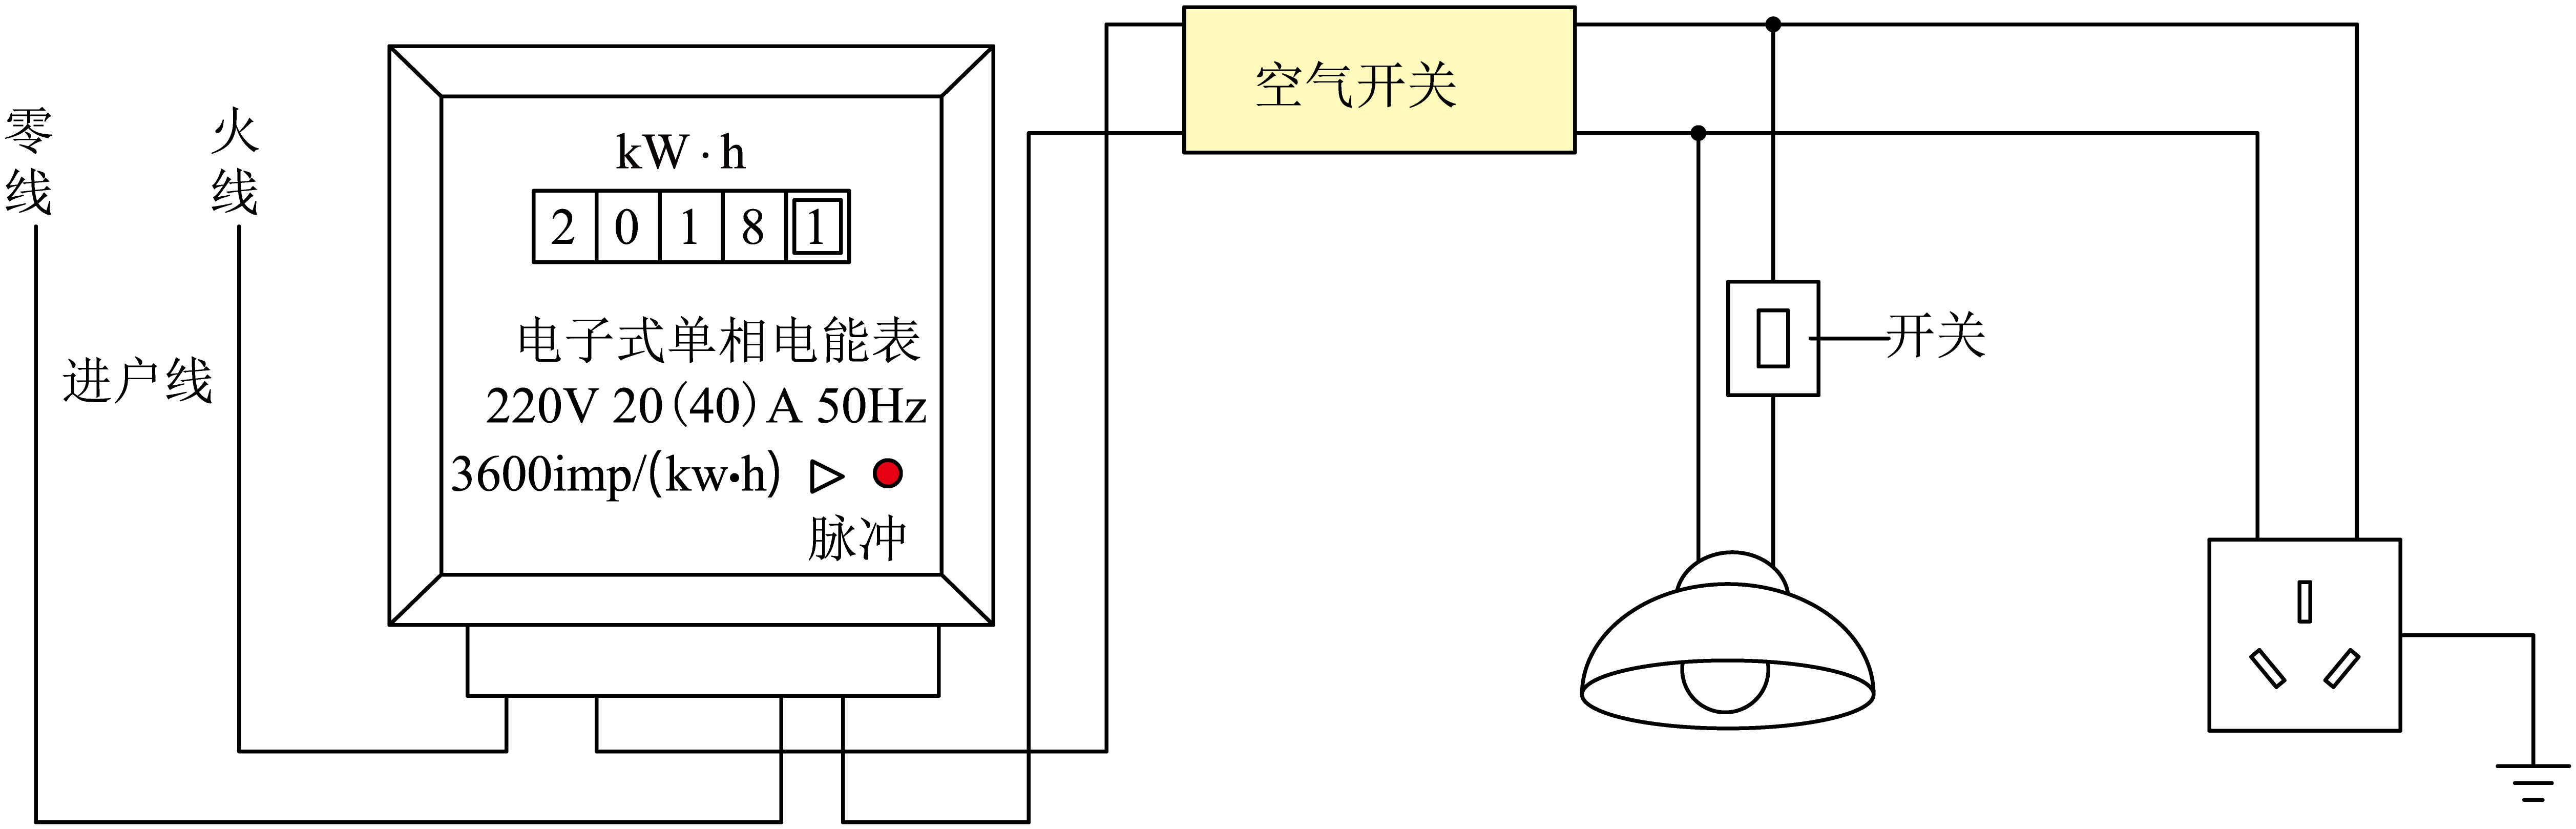 零线
火线
进户线
kW·h
2 0 1 8 1
电子式单相电能表
220V 20(40)A 50Hz
3600imp/(kw·h)
脉冲
空气开关
开关